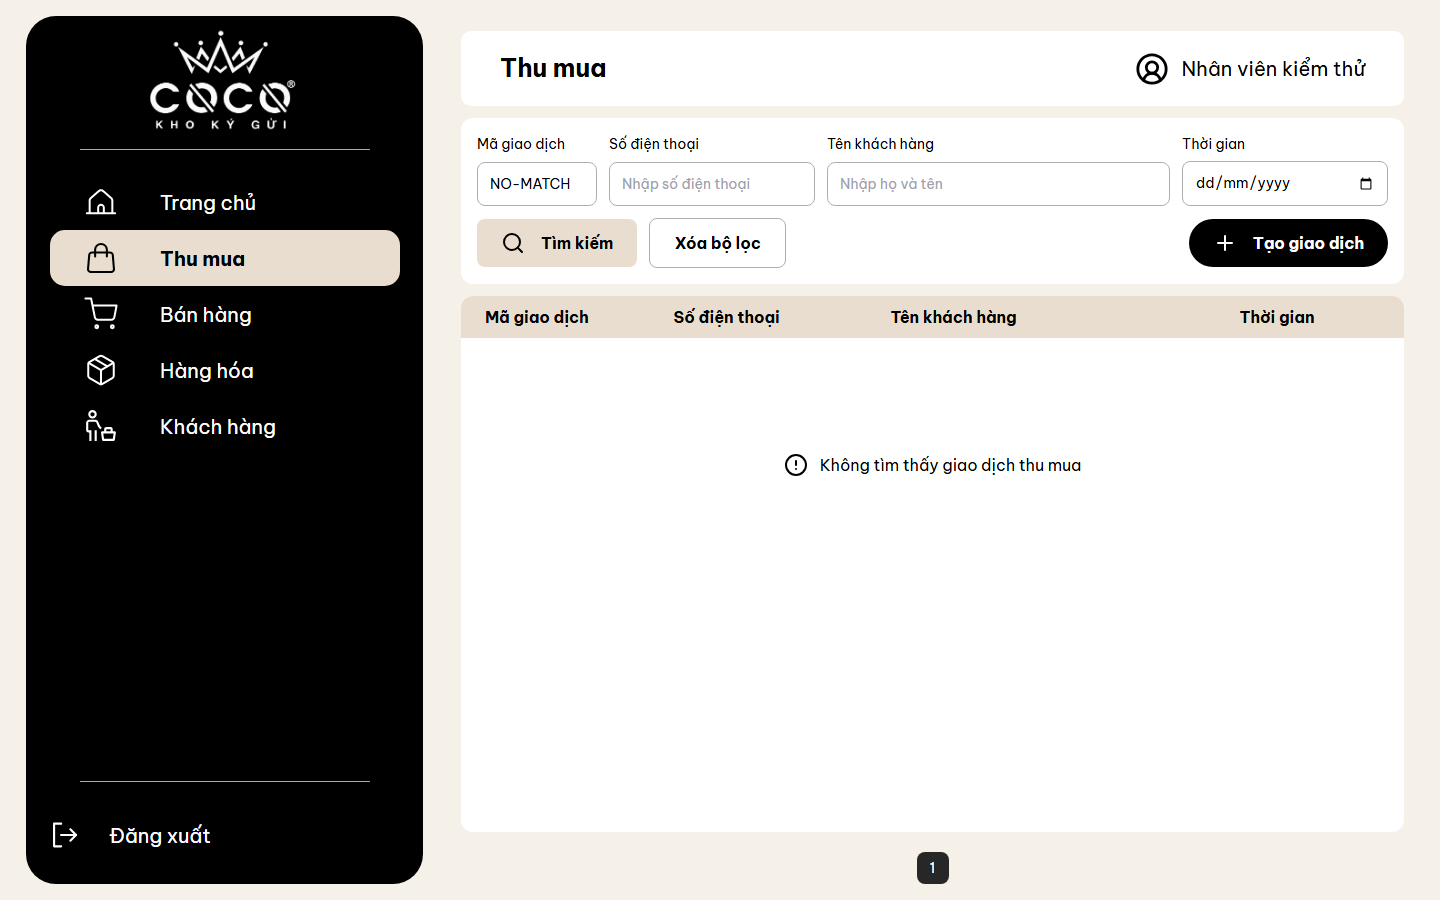 COCO®
KHO KÝ GỬI
Trang chủ
Thu mua
Bán hàng
Hàng hóa
Khách hàng
Đăng xuất
Thu mua
Nhân viên kiểm thử
Mã giao dịch
Số điện thoại
Tên khách hàng
Thời gian
NO-MATCH
Nhập số điện thoại
Nhập họ và tên
dd/mm/yyyy
Tìm kiếm
Xóa bộ lọc
Tạo giao dịch
Mã giao dịch
Số điện thoại
Tên khách hàng
Thời gian
Không tìm thấy giao dịch thu mua
1